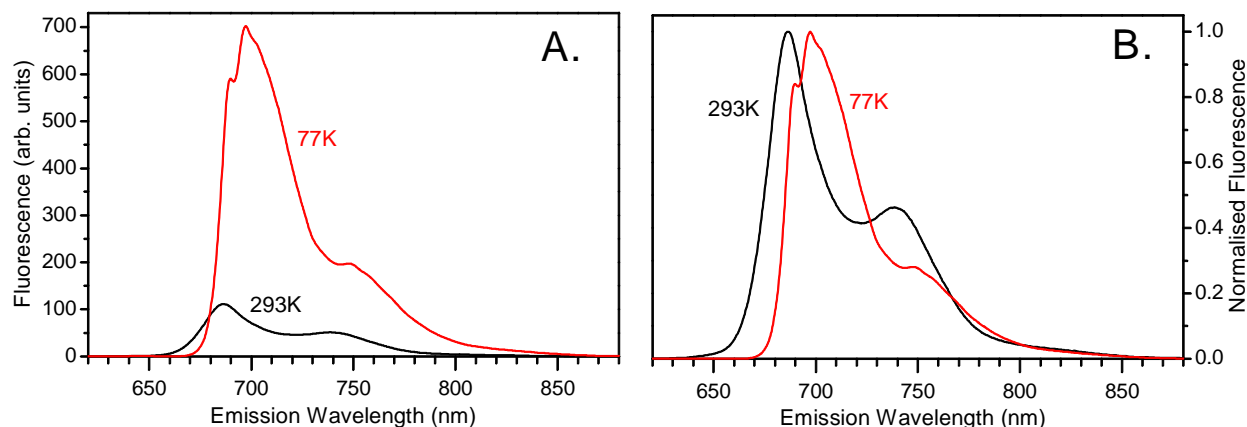 A.
700
600
500
400
300
200
100
0
Fluorescence (arb. units)
77K
293K
650 700 750 800 850
Emission Wavelength (nm)
B.
293K
77K
1.0
0.8
0.6
0.4
0.2
0.0
Normalised Fluorescence
650 700 750 800 850
Emission Wavelength (nm)